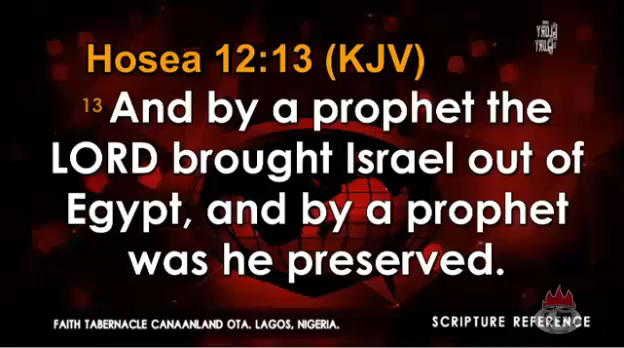 Hosea 12:13 (KJV)
13 And by a prophet the
LORD brought Israel out of
Egypt, and by a prophet
was he preserved.
FAITH TABERNACLE CANAANLAND OTA. LAGOS, NIGERIA.
SCRIPTURE REFERENCE